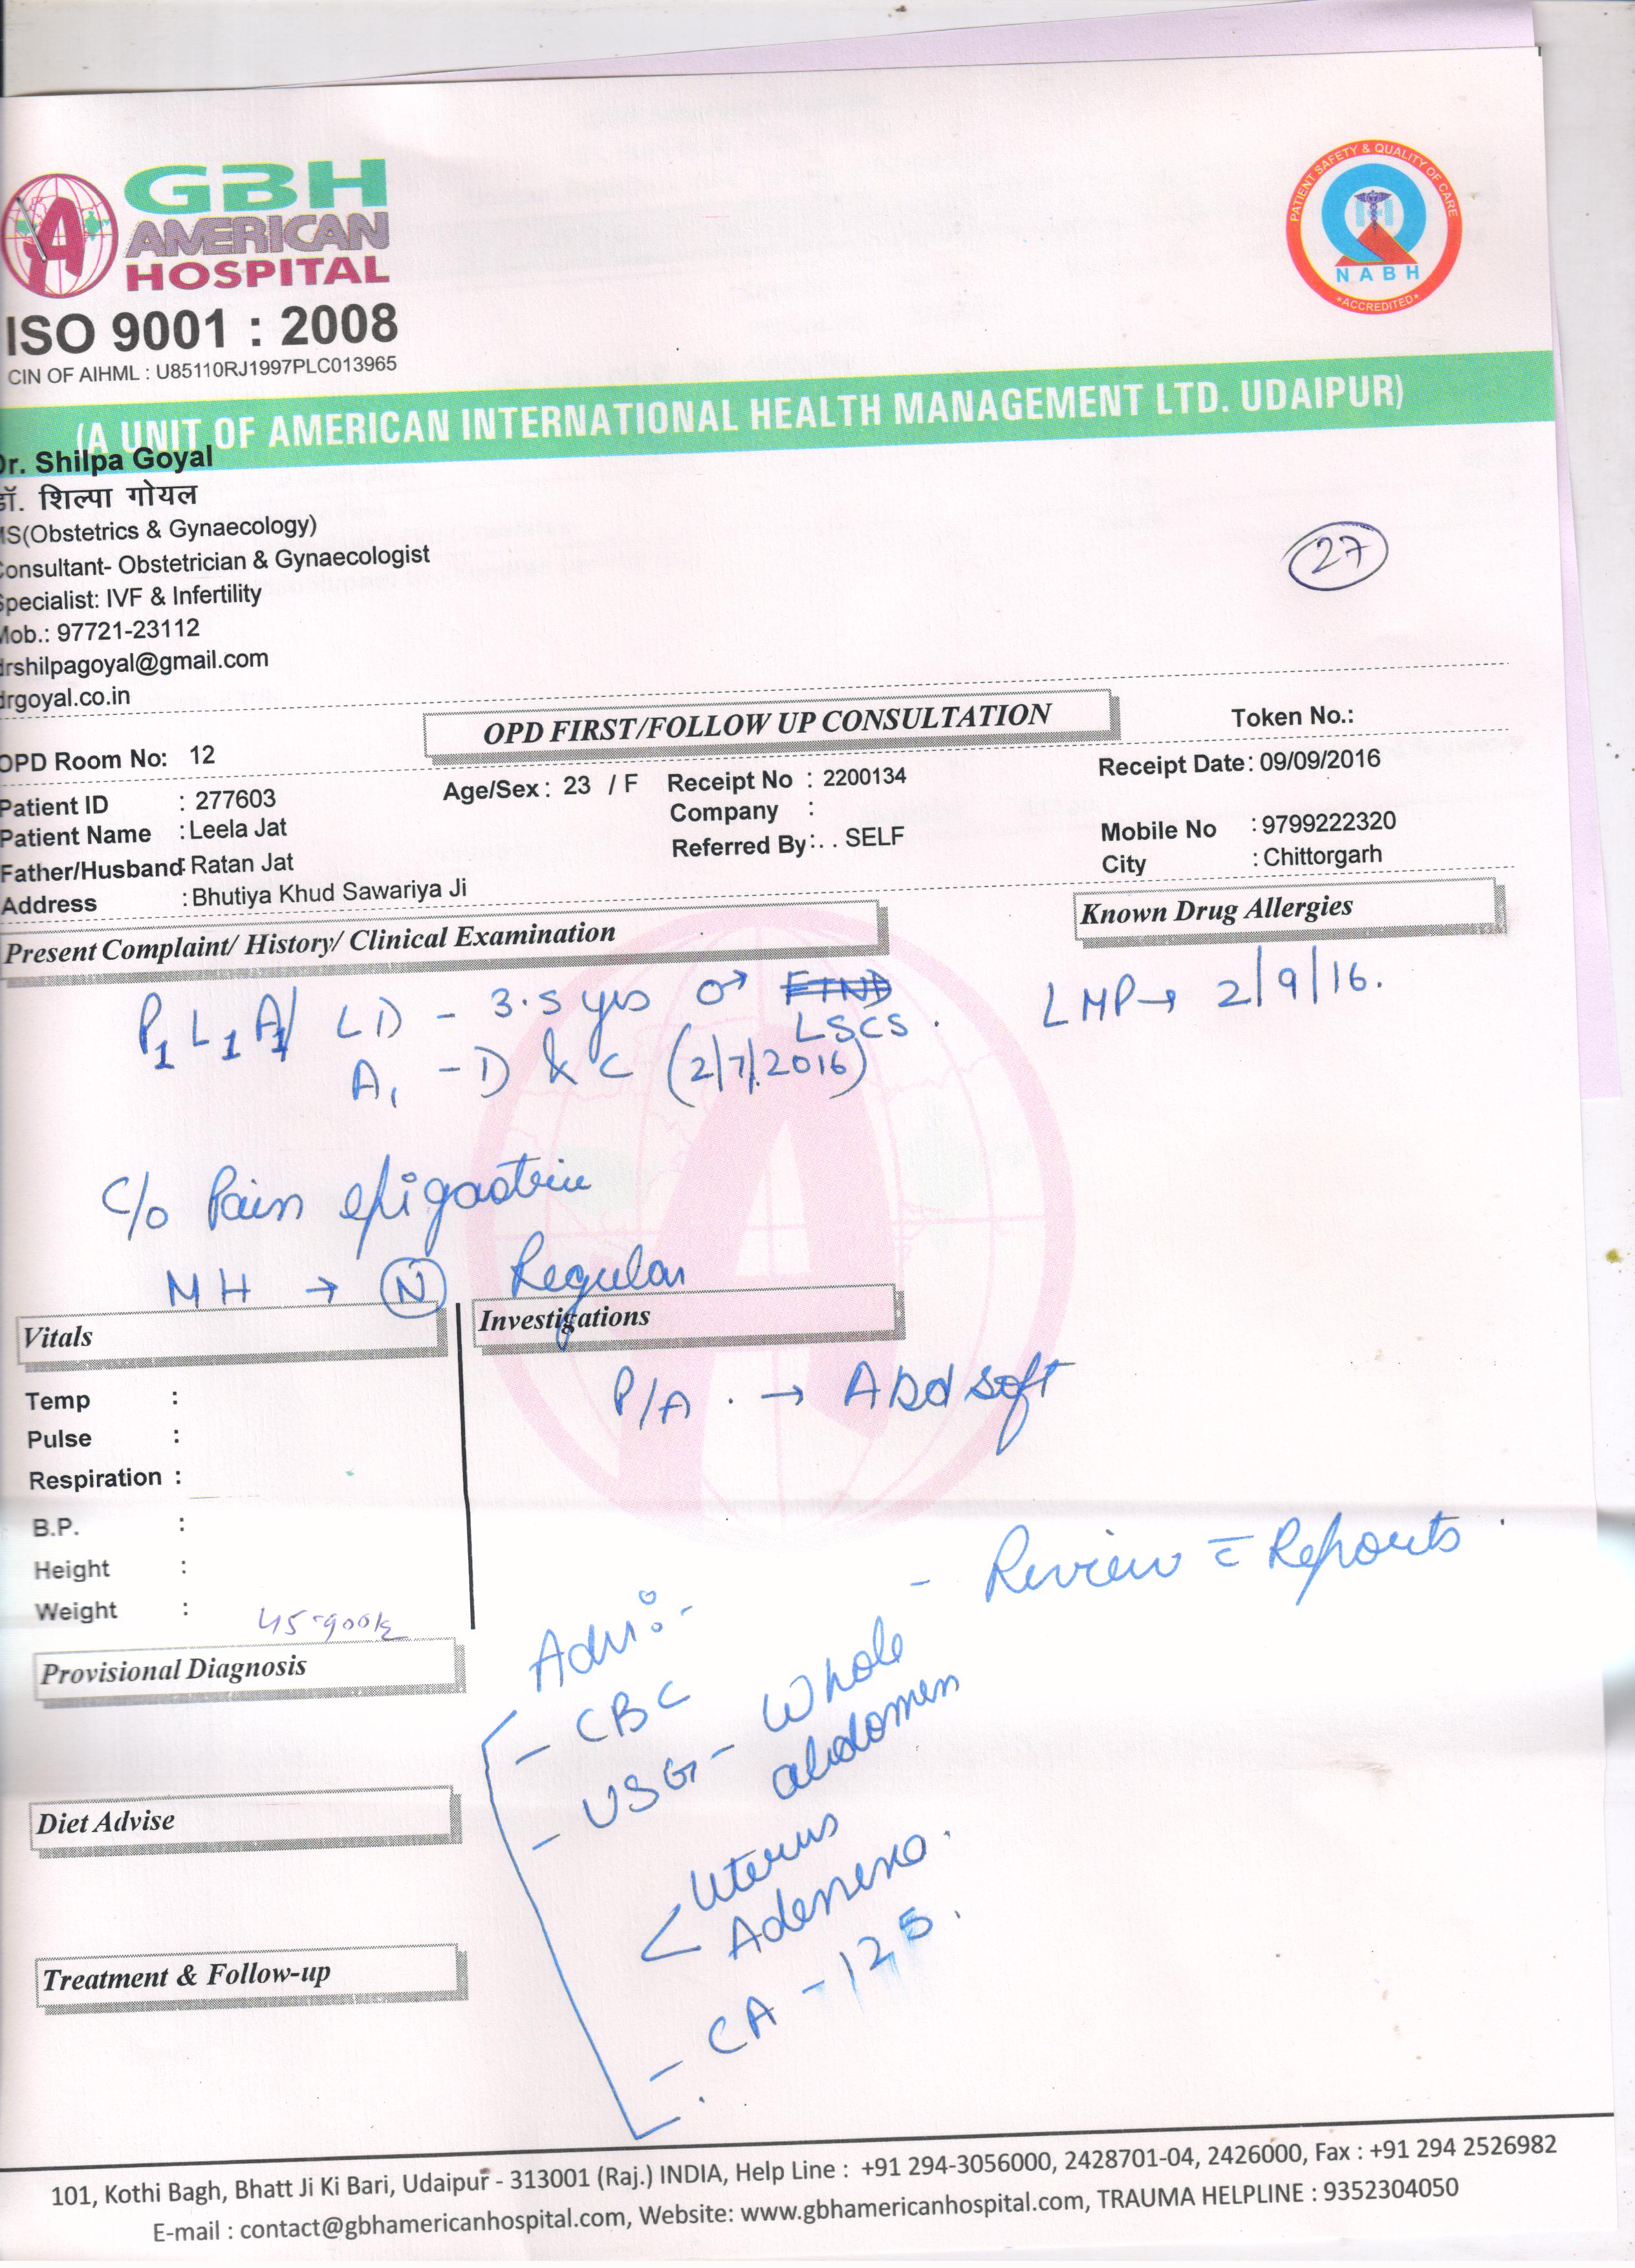 GBH
AMERICAN
HOSPITAL
ISO 9001 : 2008
CIN OF AIHML : U85110RJ1997PLC013965
PATIENT SAFETY & QUALITY OF CARE
NABH
• ACCREDITED •
(A UNIT OF AMERICAN INTERNATIONAL HEALTH MANAGEMENT LTD. UDAIPUR)
Dr. Shilpa Goyal
डॉ. शिल्पा गोयल
MS(Obstetrics & Gynaecology)
Consultant- Obstetrician & Gynaecologist
Specialist: IVF & Infertility
Mob.: 97721-23112
drshilpagoyal@gmail.com
drgoyal.co.in
27
OPD FIRST/FOLLOW UP CONSULTATION
Token No.:
OPD Room No: 12
Patient ID : 277603 Age/Sex : 23 / F Receipt No : 2200134 Receipt Date: 09/09/2016
Patient Name : Leela Jat Company : Mobile No : 9799222320
Father/Husband: Ratan Jat Referred By: . . SELF City : Chittorgarh
Address : Bhutiya Khud Sawariya Ji
Present Complaint/ History/ Clinical Examination Known Drug Allergies
P1 L1 A1 LD - 3.5 yrs ♂ FTND LMP → 2/9/16.
LSCS.
A1 - D & C (2/7/2016)
C/o Pain epigastric
MH → N Regular
Vitals Investigations
Temp :
P/A . → Abd soft
Pulse :
Respiration :
B.P. :
Height :
Weight : 45.900k
- Review c̄ Reports.
Adv:-
Provisional Diagnosis
- CBC
- USG - Whole
abdomen
Diet Advise
< Uterus
Adenexa.
Treatment & Follow-up
- CA - 125.
101, Kothi Bagh, Bhatt Ji Ki Bari, Udaipur - 313001 (Raj.) INDIA, Help Line : +91 294-3056000, 2428701-04, 2426000, Fax : +91 294 2526982
E-mail : contact@gbhamericanhospital.com, Website: www.gbhamericanhospital.com, TRAUMA HELPLINE : 9352304050